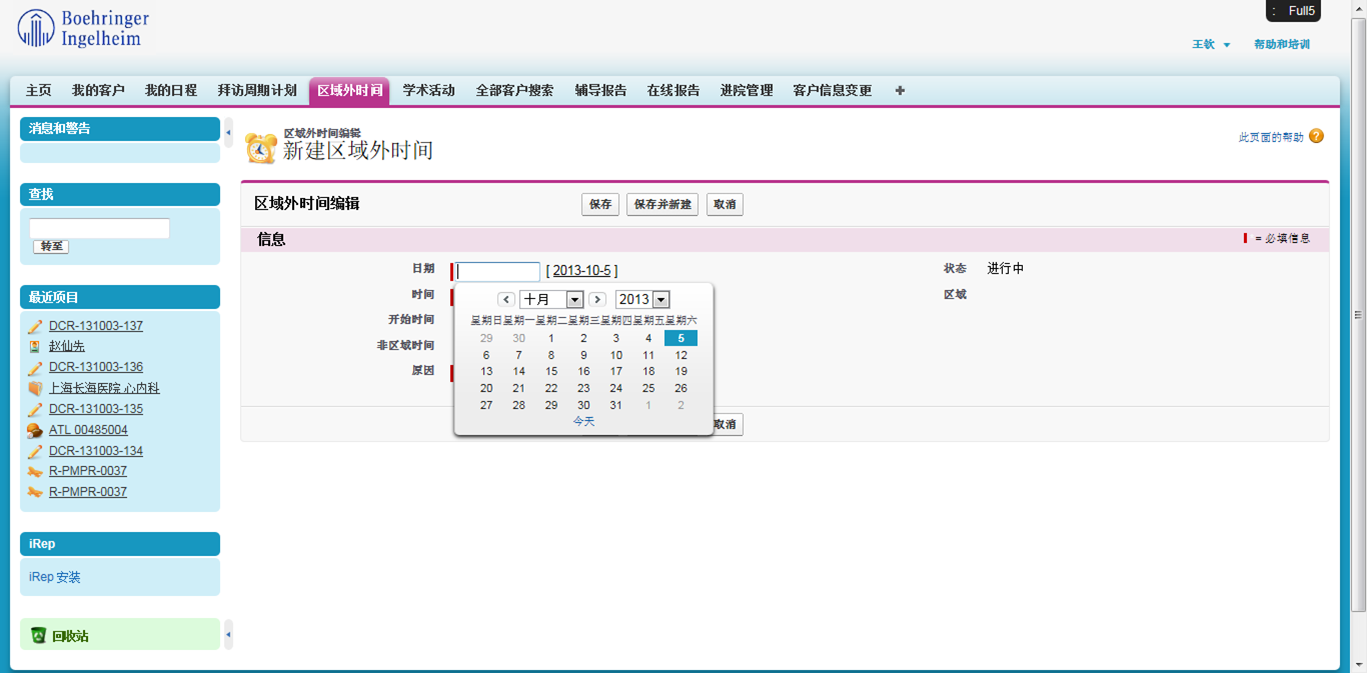 Boehringer
Ingelheim
: Full5
王钦 帮助和培训
主页 我的客户 我的日程 拜访周期计划 区域外时间 学术活动 全部客户搜索 辅导报告 在线报告 进院管理 客户信息变更
消息和警告
查找
转至
最近项目
DCR-131003-137
赵仙先
DCR-131003-136
上海长海医院 心内科
DCR-131003-135
ATL 00485004
DCR-131003-134
R-PMPR-0037
R-PMPR-0037
iRep
iRep 安装
回收站
区域外时间编辑
新建区域外时间
此页面的帮助 ?
区域外时间编辑 保存 保存并新建 取消
信息 = 必填信息
日期 [ 2013-10-5 ] 状态 进行中
时间 区域
开始时间
非区域时间
原因
十月 2013
星期日 星期一 星期二 星期三 星期四 星期五 星期六
29 30 1 2 3 4 5
6 7 8 9 10 11 12
13 14 15 16 17 18 19
20 21 22 23 24 25 26
27 28 29 30 31 1 2
今天
取消